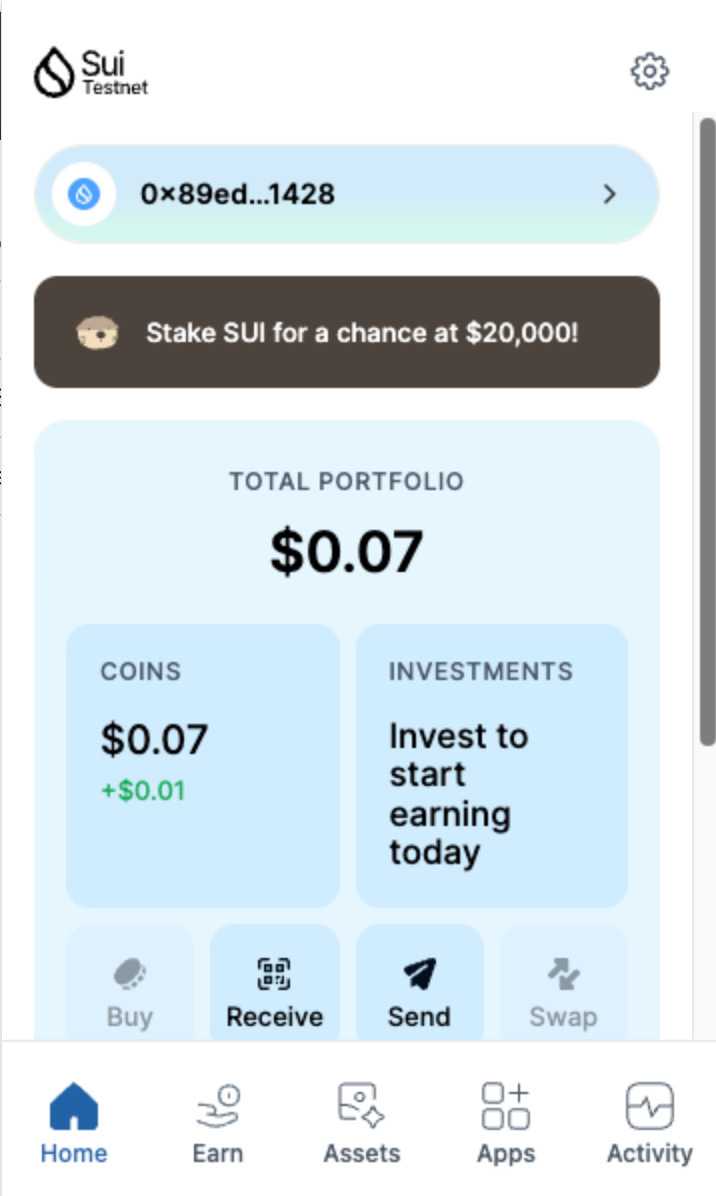 Sui
Testnet
0×89ed...1428
Stake SUI for a chance at $20,000!
TOTAL PORTFOLIO
$0.07
COINS
$0.07
+$0.01
INVESTMENTS
Invest to
start
earning
today
Buy
Receive
Send
Swap
Home
Earn
Assets
Apps
Activity